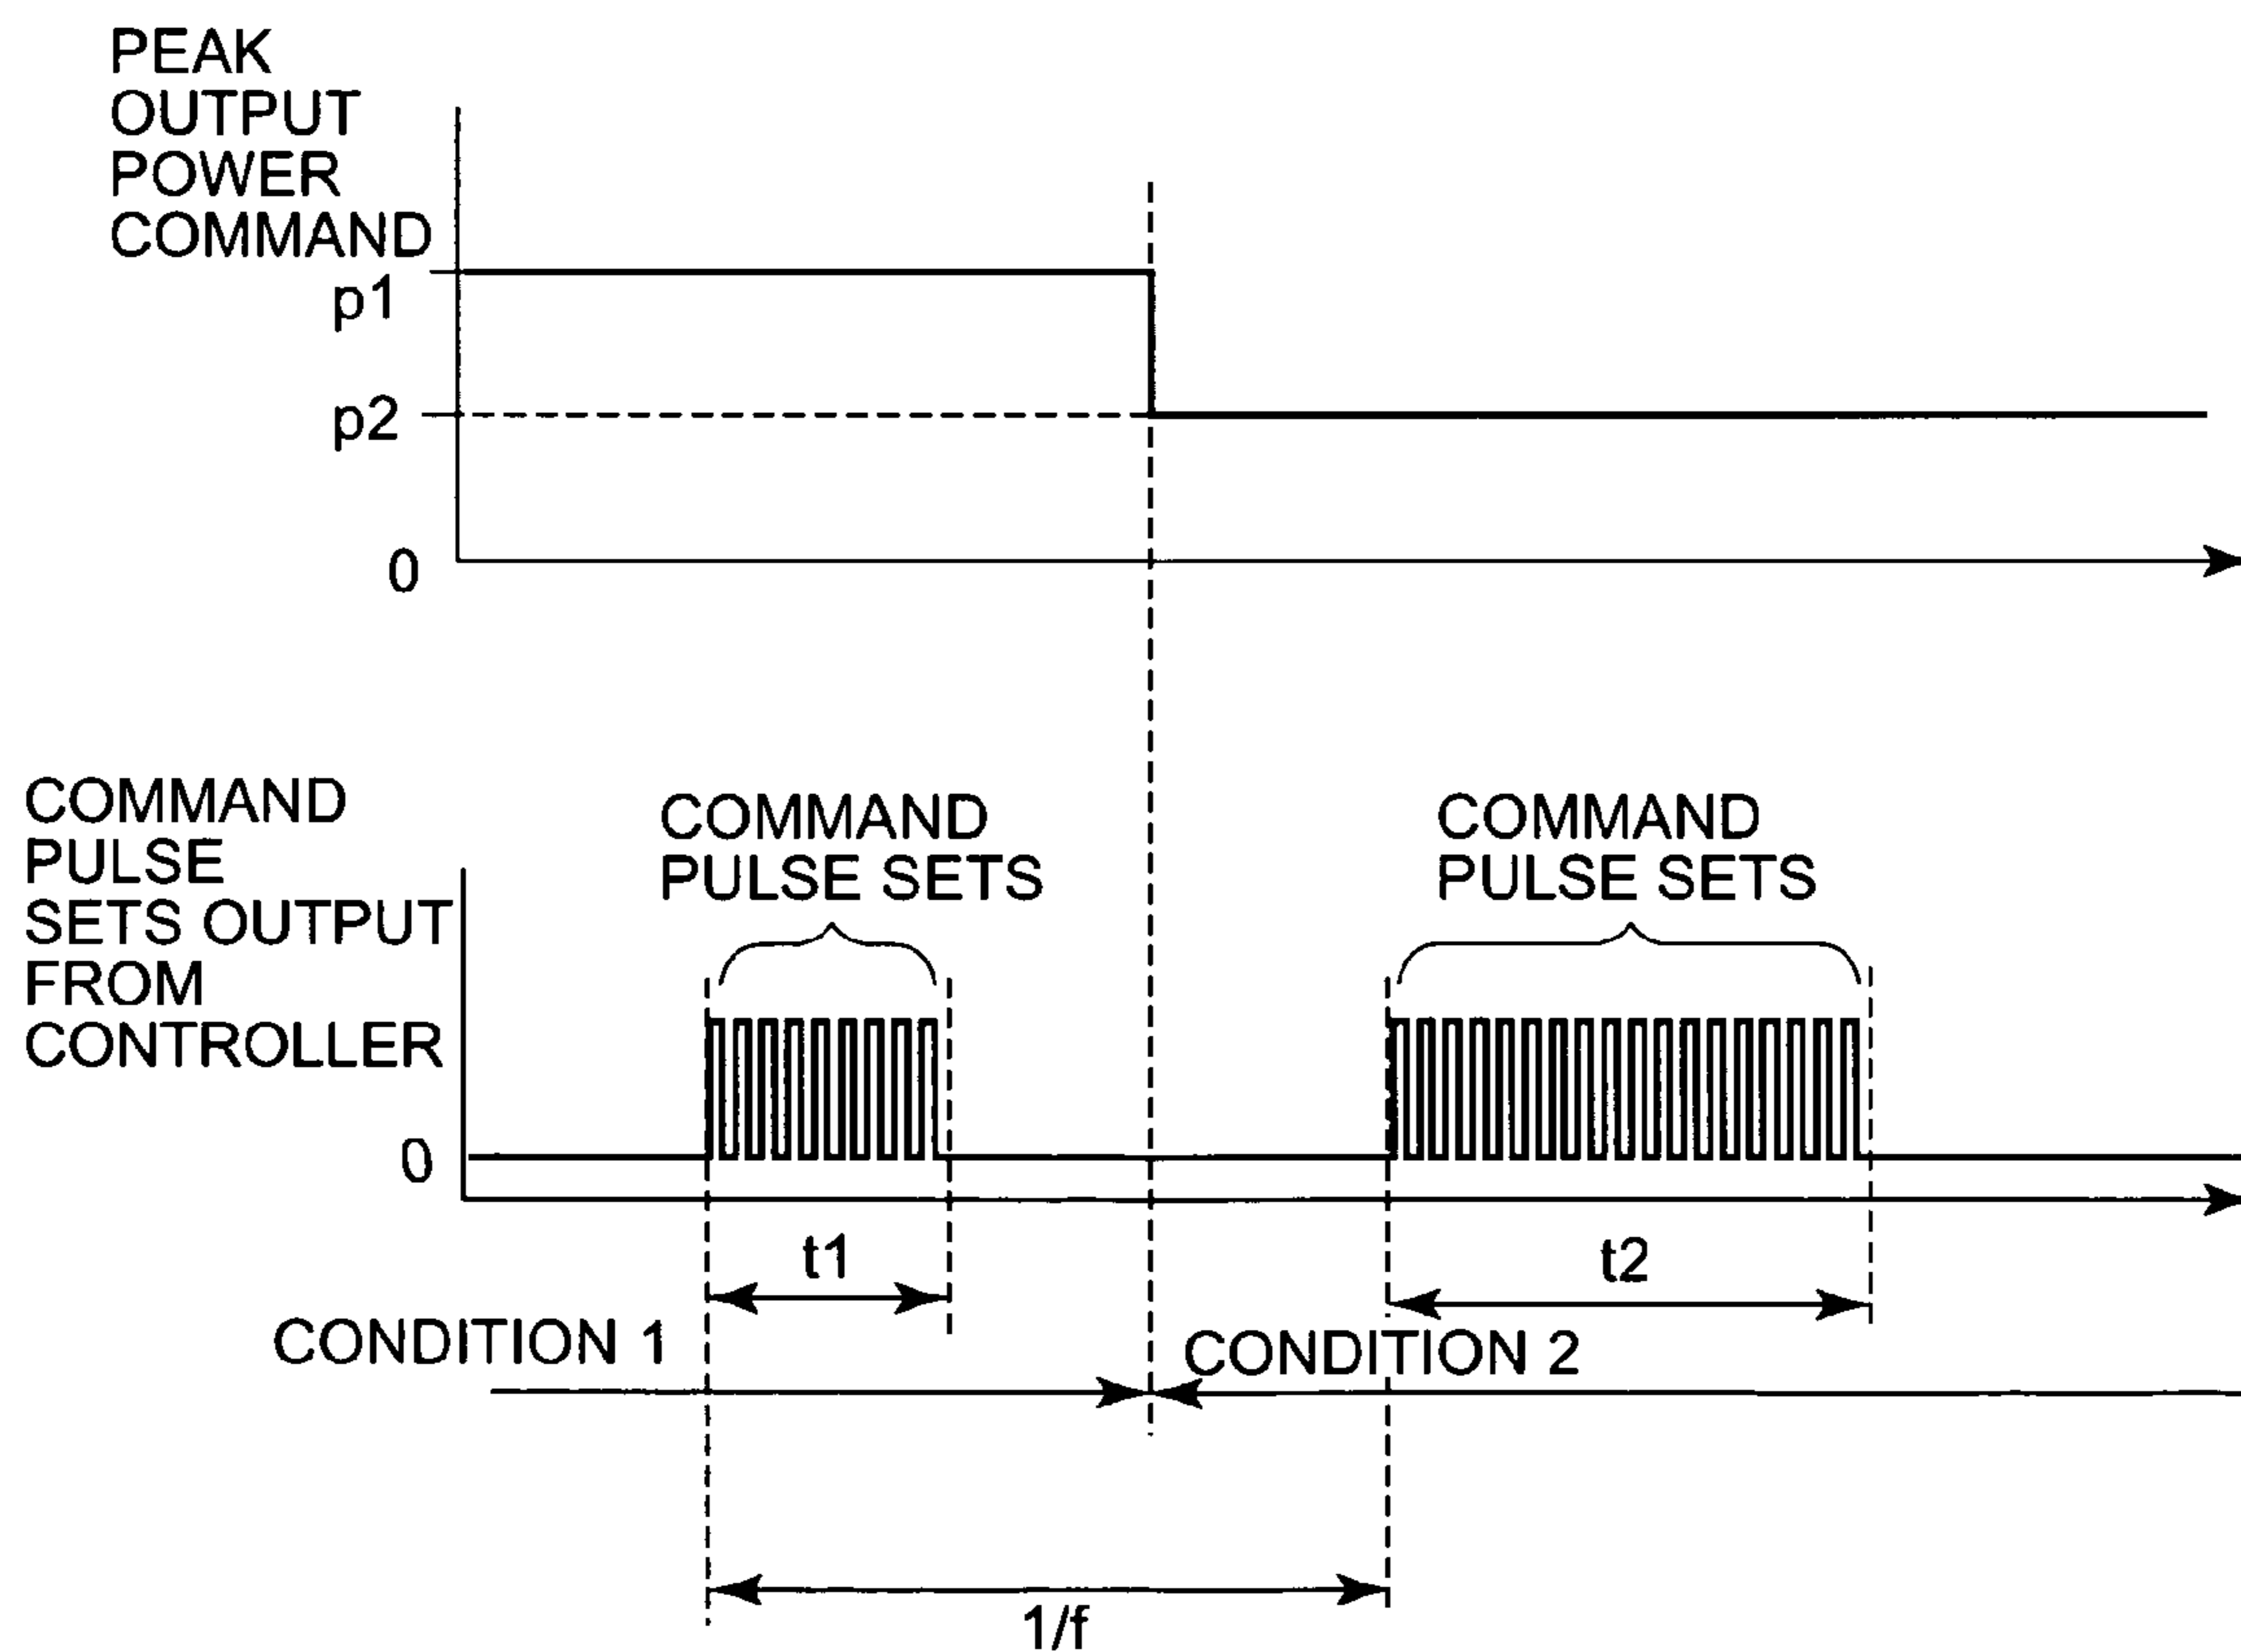 PEAK
OUTPUT
POWER
COMMAND
p1
p2
0
COMMAND
PULSE
SETS OUTPUT
FROM
CONTROLLER
0
COMMAND
PULSE SETS
COMMAND
PULSE SETS
t1
t2
CONDITION 1
CONDITION 2
1/f